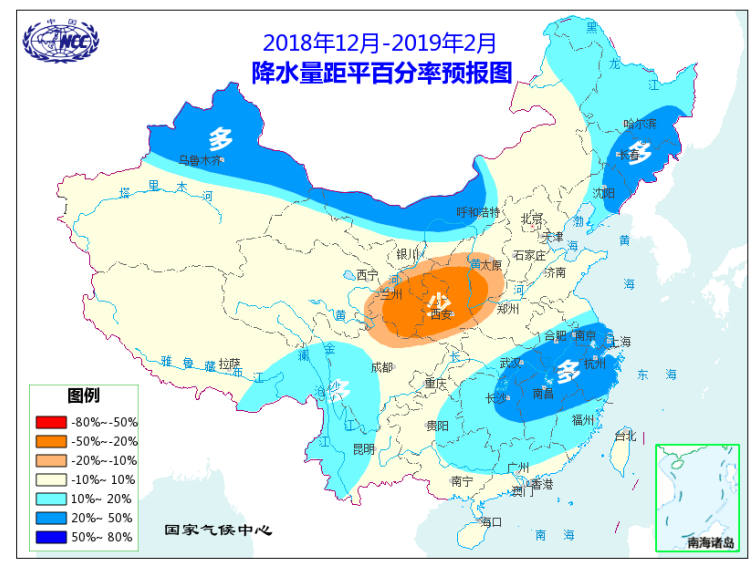 中国
NCC
2018年12月-2019年2月
降水量距平百分率预报图
黑
龙
江
哈尔滨
多
长春
多
乌鲁木齐
沈阳
塔里木河
呼和浩特
北京
渤
天津
海
黄
海
银川
黄
太原
石家庄
西宁
河
济南
兰州
少
河
郑州
黄
西安
合肥
南京
上海
澜
金
长
雅鲁藏布江
拉萨
成都
武汉
多
杭州
东海
重庆
沧
多
长沙
南昌
江
贵阳
福州
江
昆明
台北
广州
南宁
澳门
香港
海口
南海
图例
-80%~-50%
-50%~-20%
-20%~-10%
-10%~ 10%
10%~ 20%
20%~ 50%
50%~ 80%
国家气候中心
南海诸岛